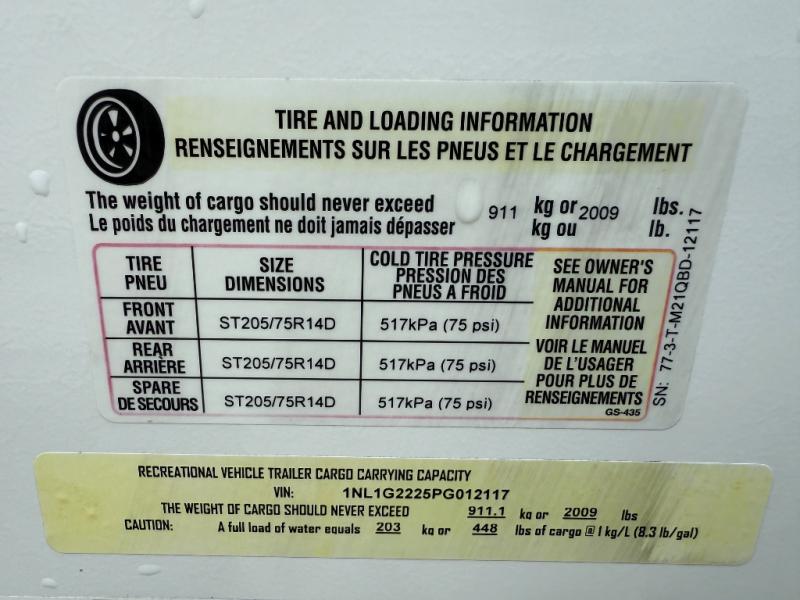 TIRE AND LOADING INFORMATION
RENSEIGNEMENTS SUR LES PNEUS ET LE CHARGEMENT
The weight of cargo should never exceed 911 kg or 2009 lbs.
Le poids du chargement ne doit jamais dépasser kg ou lb.
TIRE
PNEU
SIZE
DIMENSIONS
COLD TIRE PRESSURE
PRESSION DES
PNEUS A FROID
FRONT
AVANT
ST205/75R14D
517kPa (75 psi)
REAR
ARRIÈRE
ST205/75R14D
517kPa (75 psi)
SPARE
DE SECOURS
ST205/75R14D
517kPa (75 psi)
SEE OWNER'S
MANUAL FOR
ADDITIONAL
INFORMATION
VOIR LE MANUEL
DE L'USAGER
POUR PLUS DE
RENSEIGNEMENTS
GS-435
SN: 77-3-T-M21QBD-12117
RECREATIONAL VEHICLE TRAILER CARGO CARRYING CAPACITY
VIN: 1NL1G2225PG012117
THE WEIGHT OF CARGO SHOULD NEVER EXCEED 911.1 kg or 2009 lbs
CAUTION: A full load of water equals 203 kg or 448 lbs of cargo @ 1 kg/L (8.3 lb/gal)